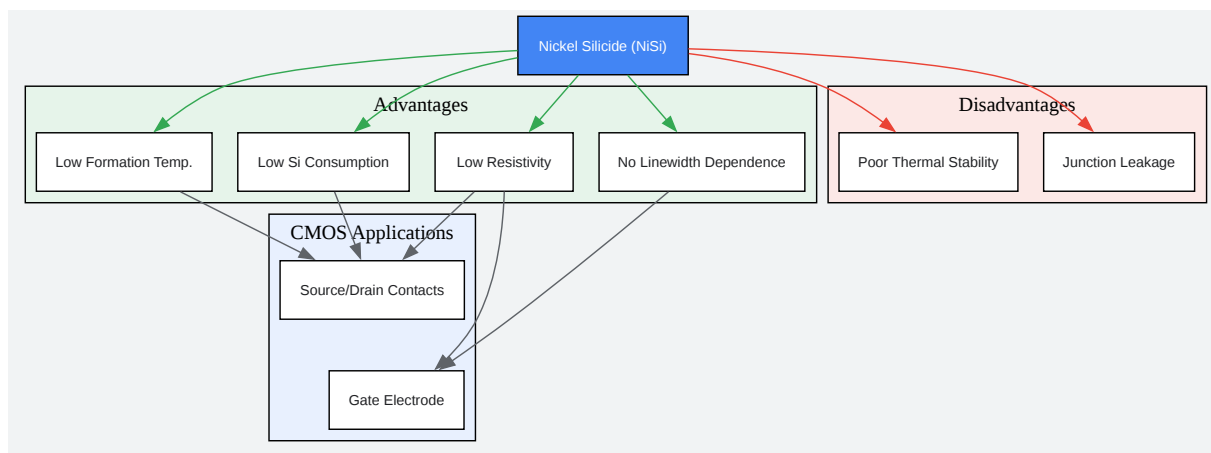 Nickel Silicide (NiSi)
Advantages
Disadvantages
Low Formation Temp.
Low Si Consumption
Low Resistivity
No Linewidth Dependence
Poor Thermal Stability
Junction Leakage
CMOS Applications
Source/Drain Contacts
Gate Electrode